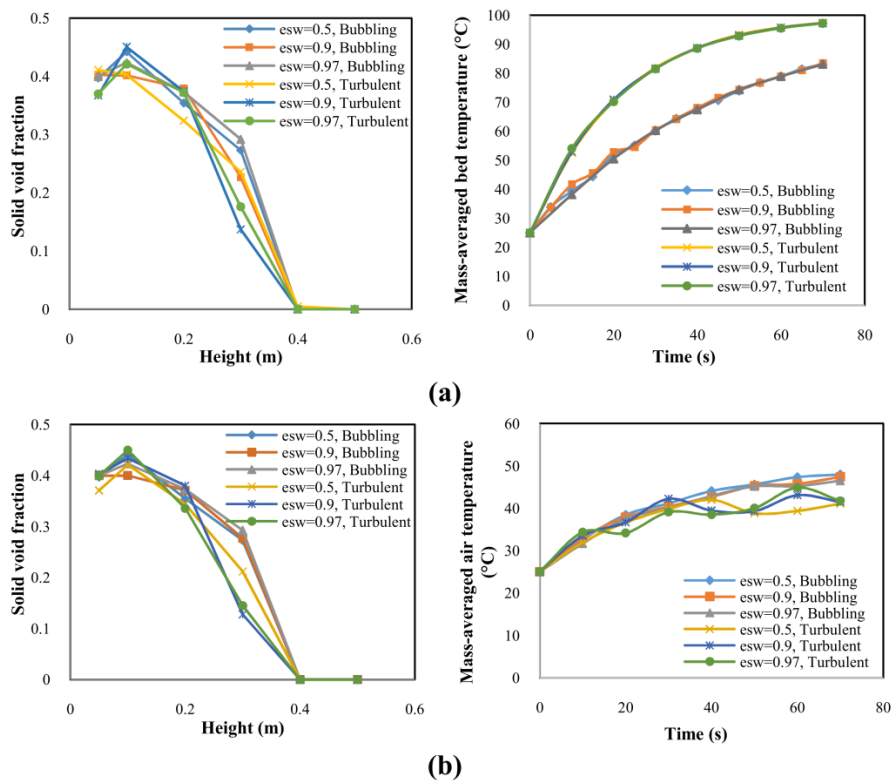 0.5
0.4
0.3
0.2
0.1
0
0
0.2
0.4
0.6
Solid void fraction
Height (m)
esw=0.5, Bubbling
esw=0.9, Bubbling
esw=0.97, Bubbling
esw=0.5, Turbulent
esw=0.9, Turbulent
esw=0.97, Turbulent
100
90
80
70
60
50
40
30
20
10
0
0
20
40
60
80
Mass-averaged bed temperature (°C)
Time (s)
esw=0.5, Bubbling
esw=0.9, Bubbling
esw=0.97, Bubbling
esw=0.5, Turbulent
esw=0.9, Turbulent
esw=0.97, Turbulent
(a)
0.5
0.4
0.3
0.2
0.1
0
0
0.2
0.4
0.6
Solid void fraction
Height (m)
esw=0.5, Bubbling
esw=0.9, Bubbling
esw=0.97, Bubbling
esw=0.5, Turbulent
esw=0.9, Turbulent
esw=0.97, Turbulent
60
50
40
30
20
10
0
0
20
40
60
80
Mass-averaged air temperature
(°C)
Time (s)
esw=0.5, Bubbling
esw=0.9, Bubbling
esw=0.97, Bubbling
esw=0.5, Turbulent
esw=0.9, Turbulent
esw=0.97, Turbulent
(b)